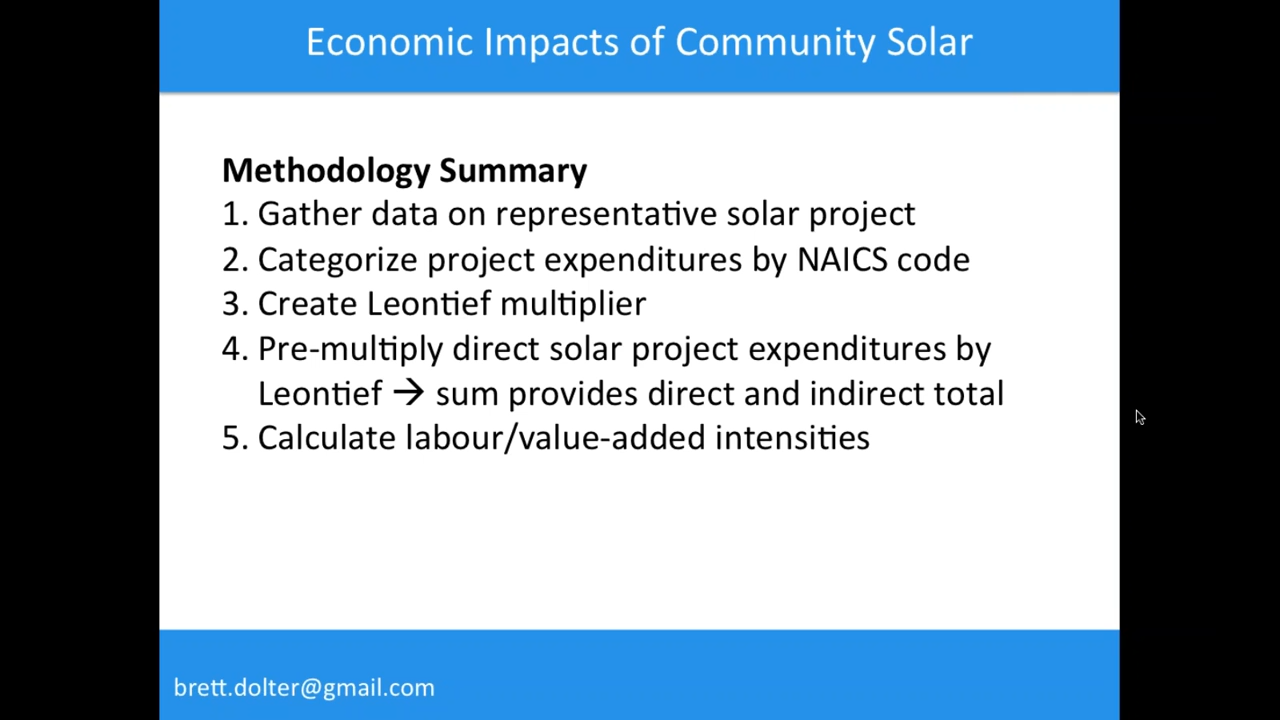 Economic Impacts of Community Solar
Methodology Summary
1. Gather data on representative solar project
2. Categorize project expenditures by NAICS code
3. Create Leontief multiplier
4. Pre-multiply direct solar project expenditures by
Leontief → sum provides direct and indirect total
5. Calculate labour/value-added intensities
brett.dolter@gmail.com